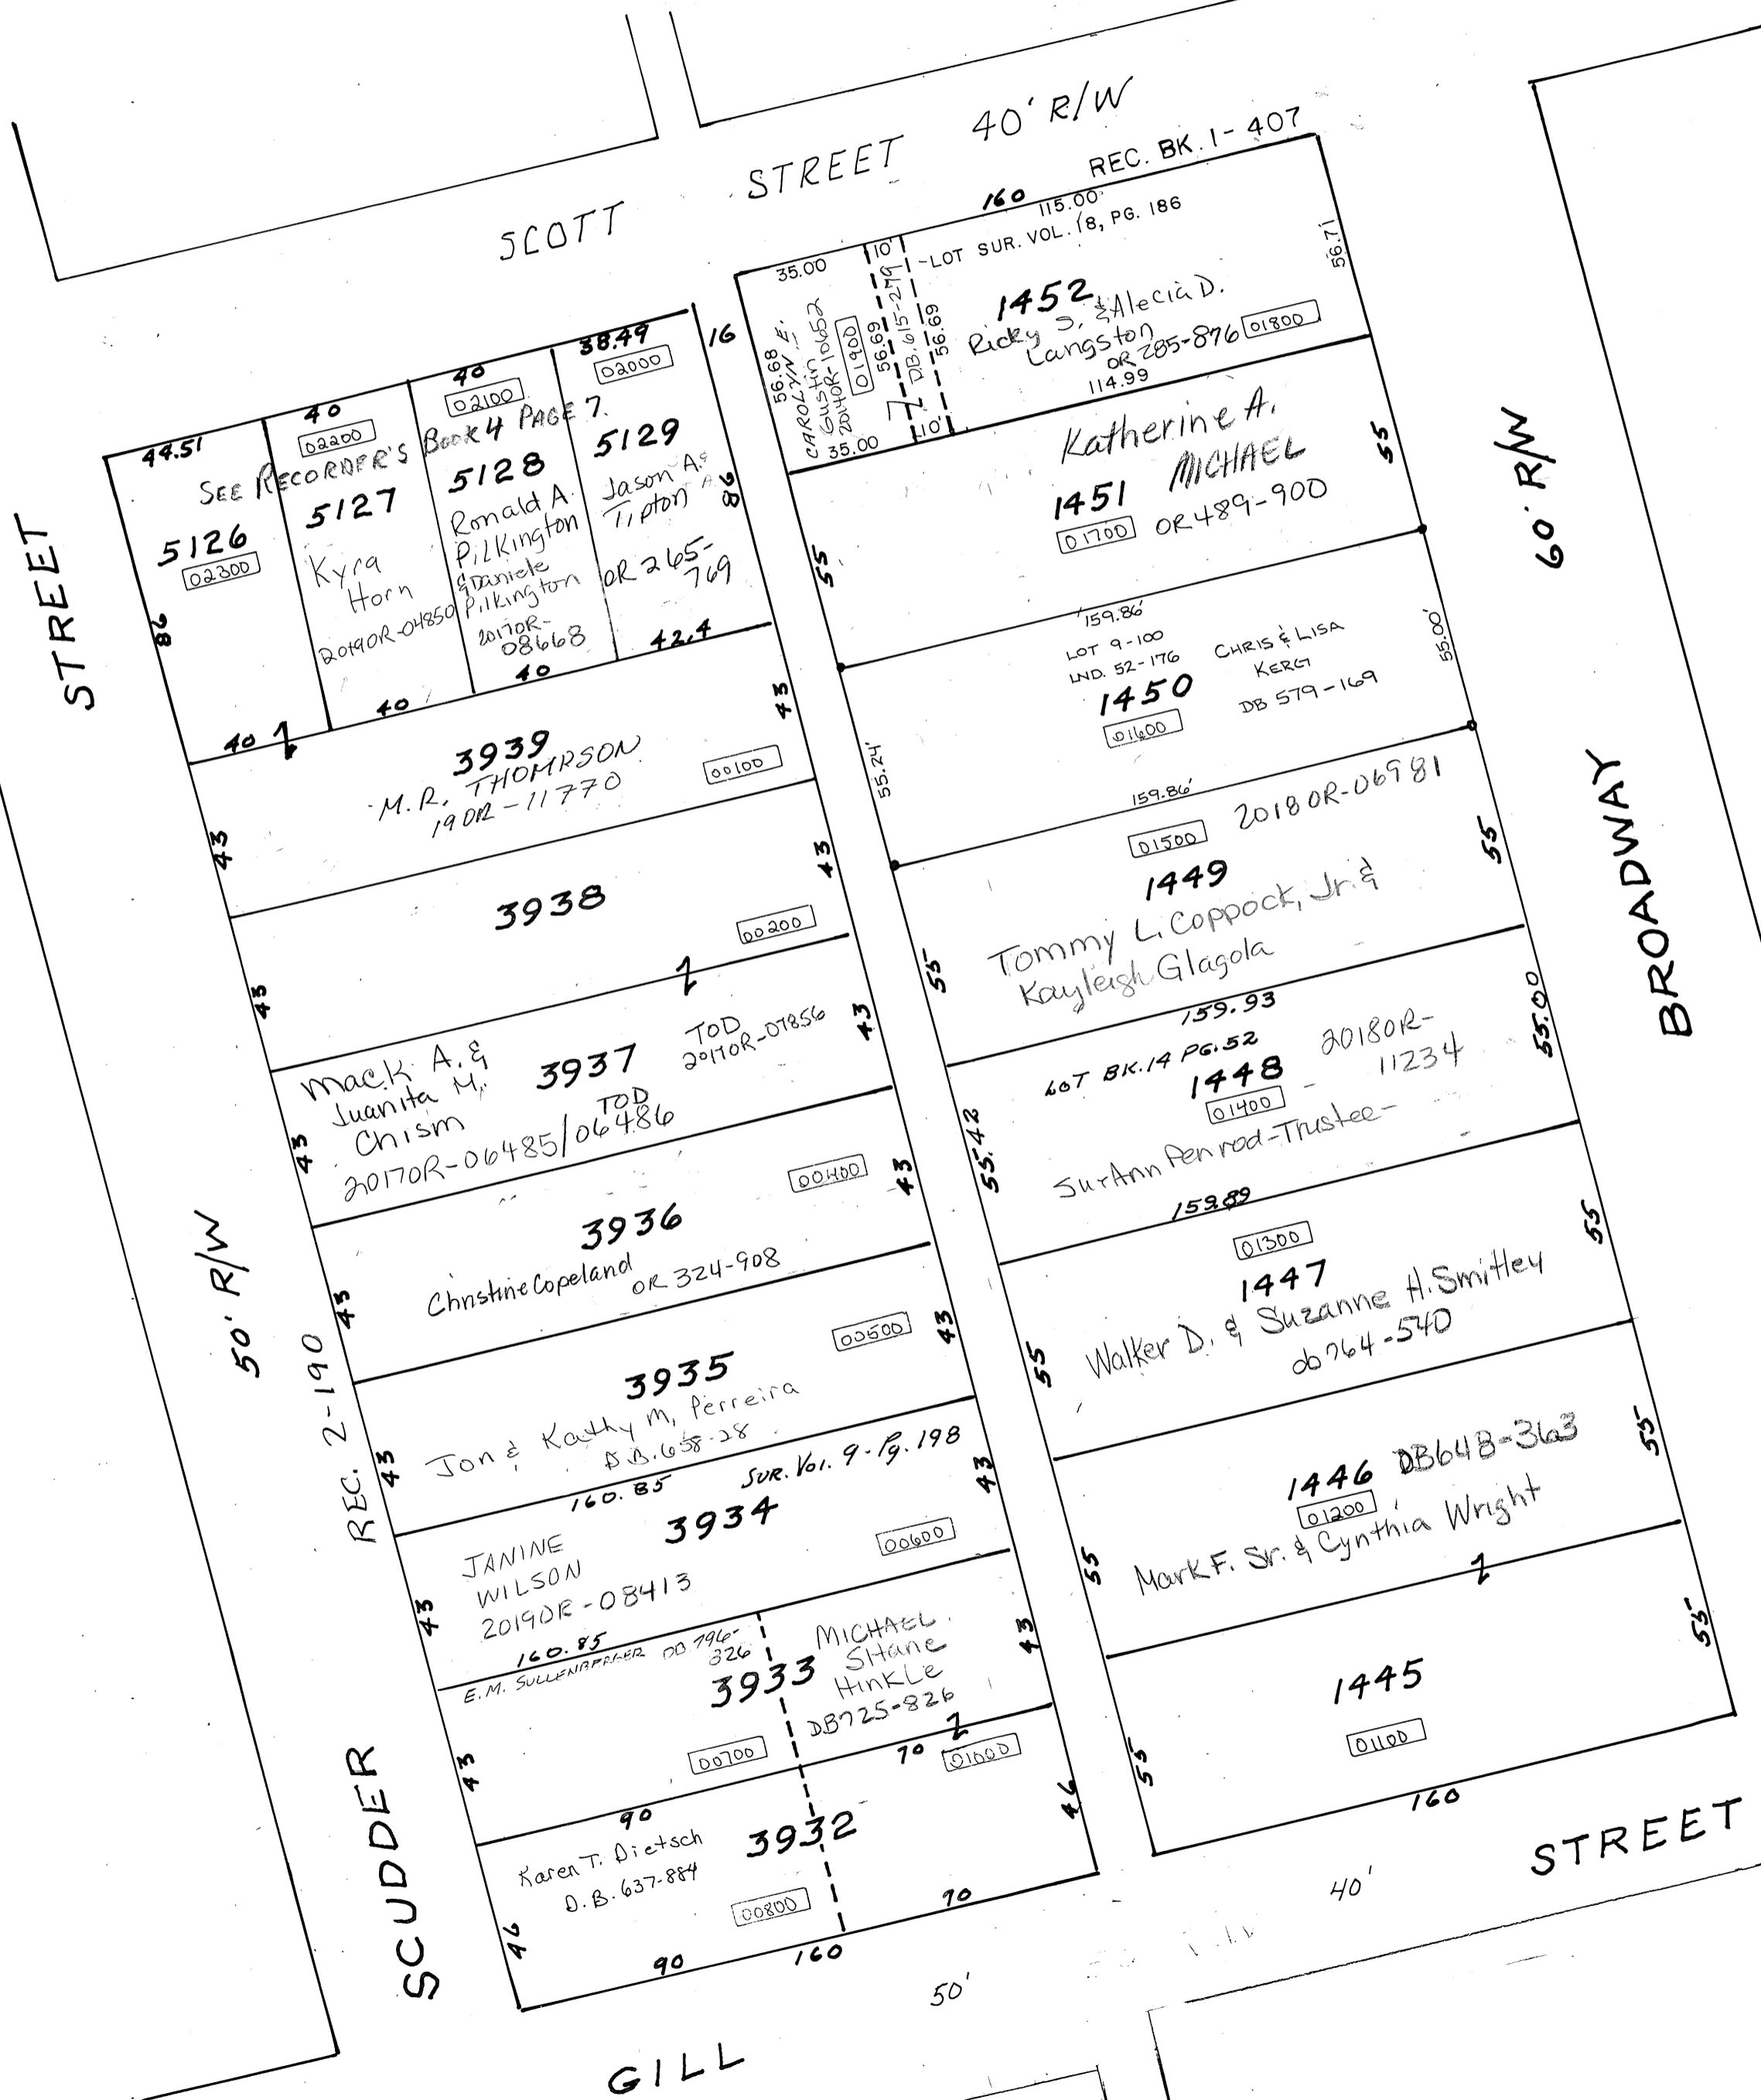 SCOTT STREET 40' R/W
REC. BK. 1-407
160
115.00'
LOT SUR. VOL. 18, PG. 186
56.71
1452
Ricky S. & Alecia D.
Langston
OR 285-876
01800
114.99
35.00
10'
56.68
CAROLYN E.
Gustin
2014OR-10652
01900
56.69
DB.615-279
56.69
35.00
10'
16
44.51
40
40
38.49
02200
02100
02000
SEE RECORDER'S BOOK 4 PAGE 7.
5126
02300
86
40
5127
Kyra
Horn
2019OR-04850
40
5128
Ronald A.
Pilkington
& Daniele
Pilkington
2017OR-
08668
40
5129
Jason A.
Tipton
OR 265-
769
86
42.4
Katherine A.
MICHAEL
1451
01700
OR 489-900
55
55
159.86'
LOT 9-100
IND. 52-176
1450
01600
CHRIS & LISA
KERG
DB 579-169
55.00'
55.24'
159.86'
01500
2018OR-06981
1449
Tommy L. Coppock, Jr. &
Kayleigh Glagola
55
55
159.93
LOT BK.14 PG.52
1448
01400
2018OR-
11234
SueAnn Penrod-Trustee-
55.00
55.42
159.89
01300
1447
Walker D. & Suzanne H. Smitley
db 764-540
55
55
1446
DB648-363
01200
Mark F. Sr. & Cynthia Wright
55
55
1445
01100
55
55
160
43
3939
M.R. THOMPSON
19OR-11770
00100
43
43
3938
00200
43
43
Mack A. &
Juanita M.
Chism
3937
TOD
2017OR-07856
TOD
2017OR-06485/06486
43
43
3936
00400
Christine Copeland
OR 324-908
43
43
3935
00500
Jon & Kathy M. Perreira
D.B. 658-28
43
43
160.85
SUR. Vol. 9-Pg. 198
3934
00600
JANINE
WILSON
2019OR-08413
43
43
160.85
E.M. SULLENBERGER DB 796-
826
3933
MICHAEL
SHane
HinkLe
DB725-826
00700
43
43
90
70
01000
3932
Karen T. Dietsch
D.B. 637-884
00800
46
46
90
160
70
STREET
50' R/W
REC. 2-190
SCUDDER
60' R/W
BROADWAY
50'
40'
GILL STREET